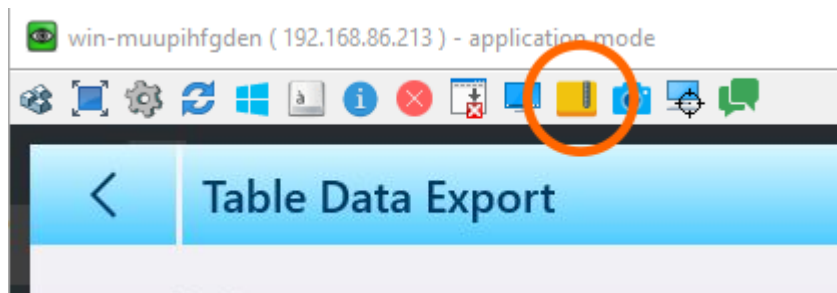 win-muupihfgden ( 192.168.86.213 ) - application mode
à
i
Table Data Export